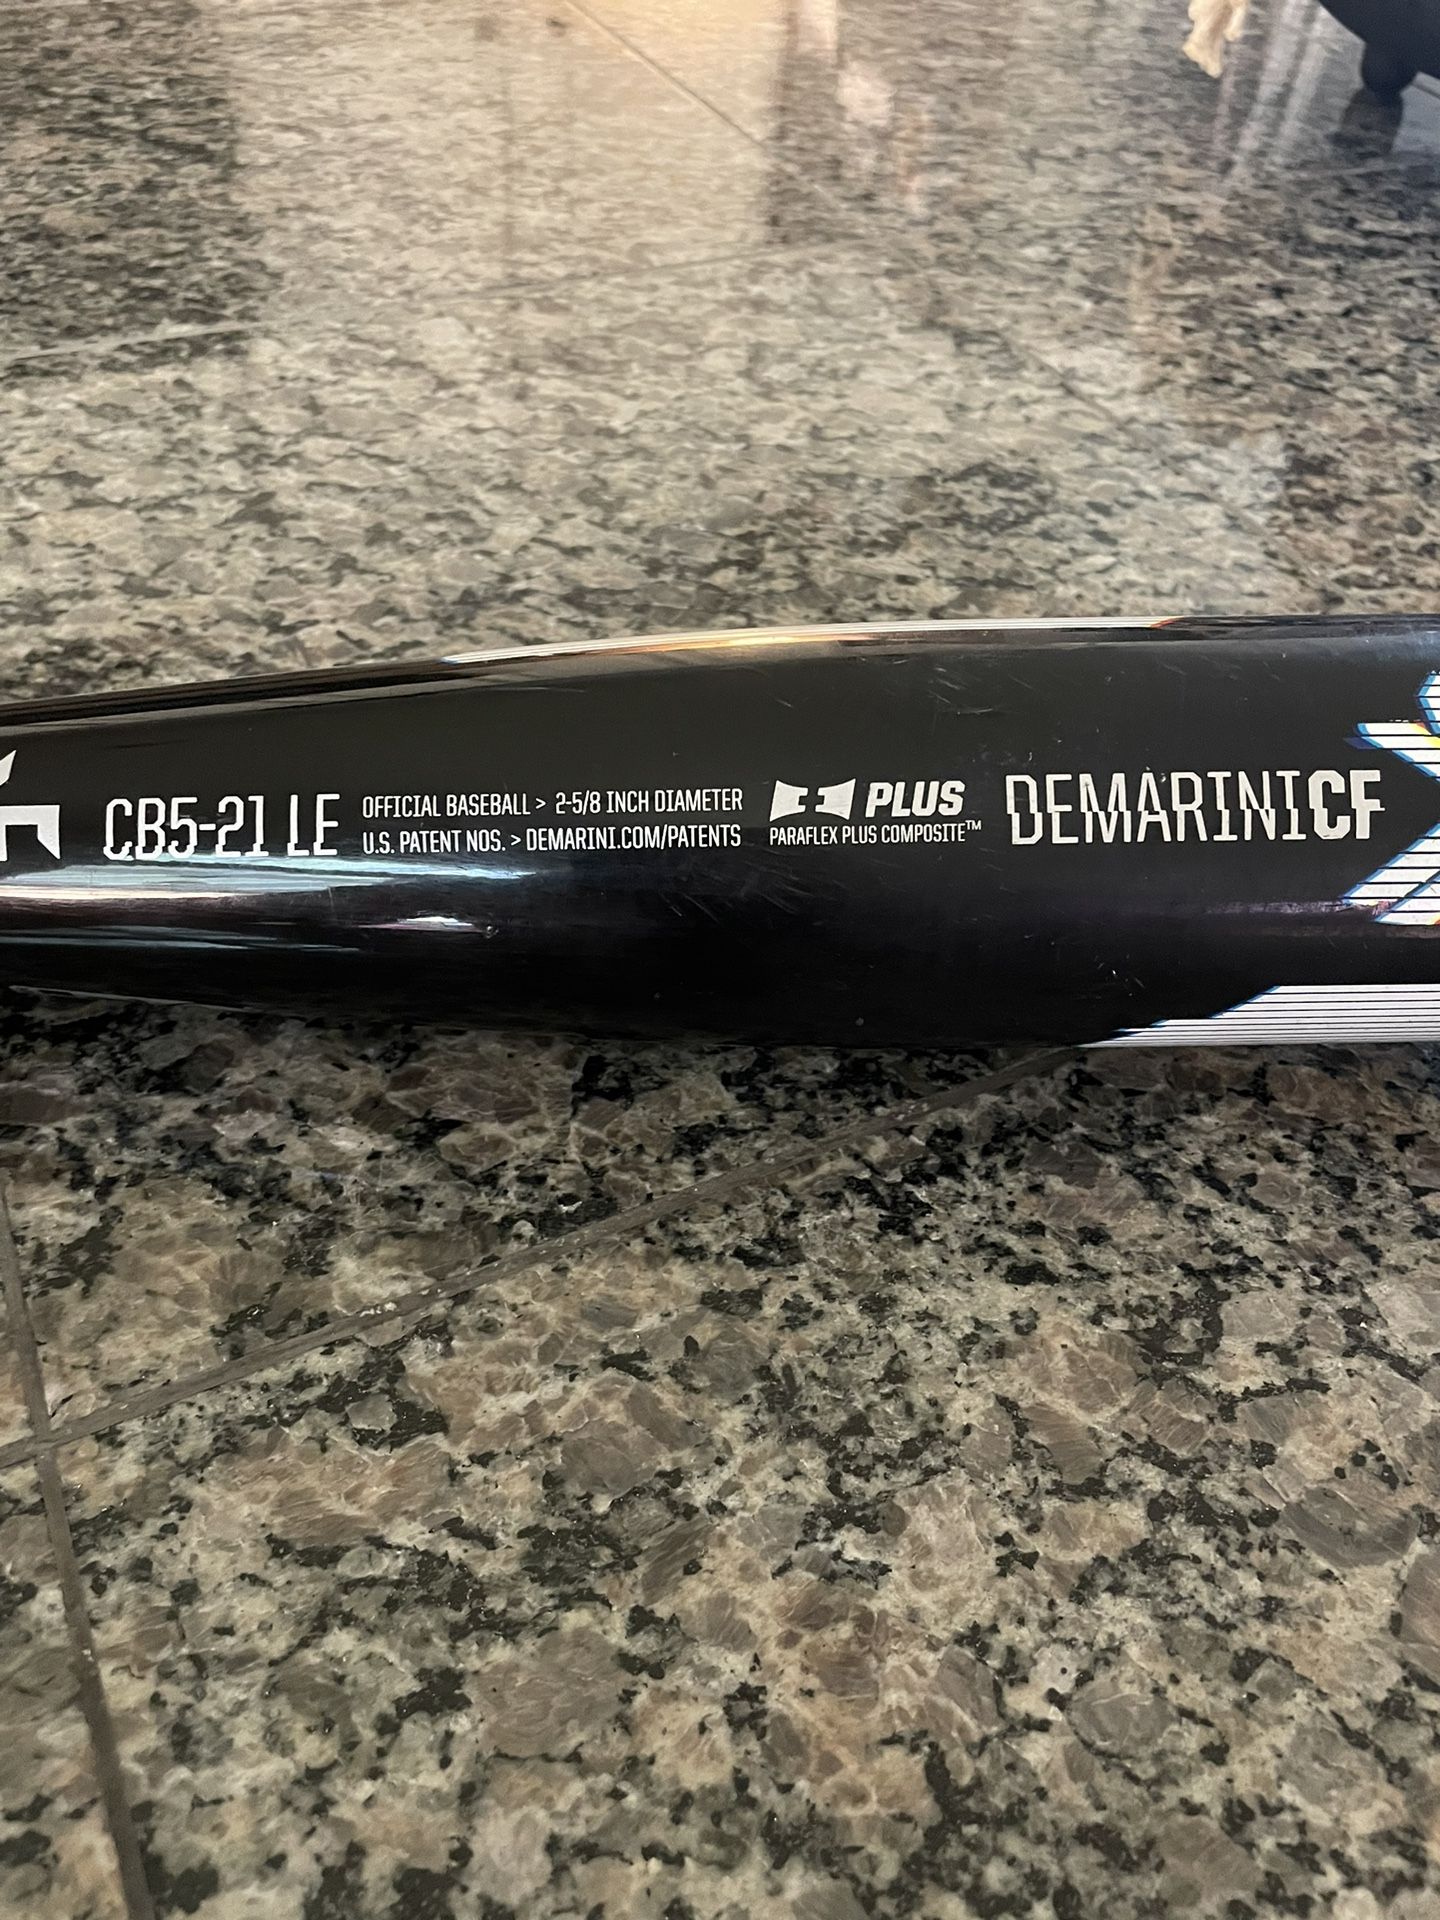 CB5-21 LE
OFFICIAL BASEBALL > 2-5/8 INCH DIAMETER
U.S. PATENT NOS. > DEMARINI.COM/PATENTS
PLUS
PARAFLEX PLUS COMPOSITE™
DEMARINICF